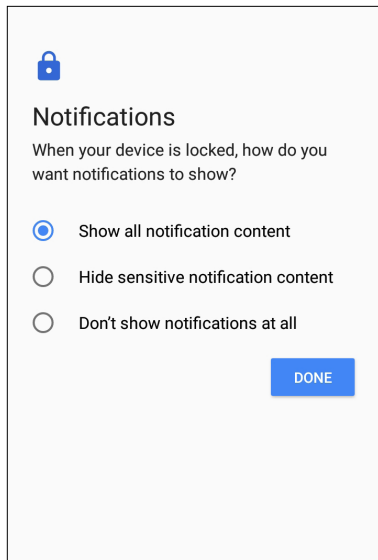 Notifications
When your device is locked, how do you
want notifications to show?
Show all notification content
Hide sensitive notification content
Don’t show notifications at all
DONE